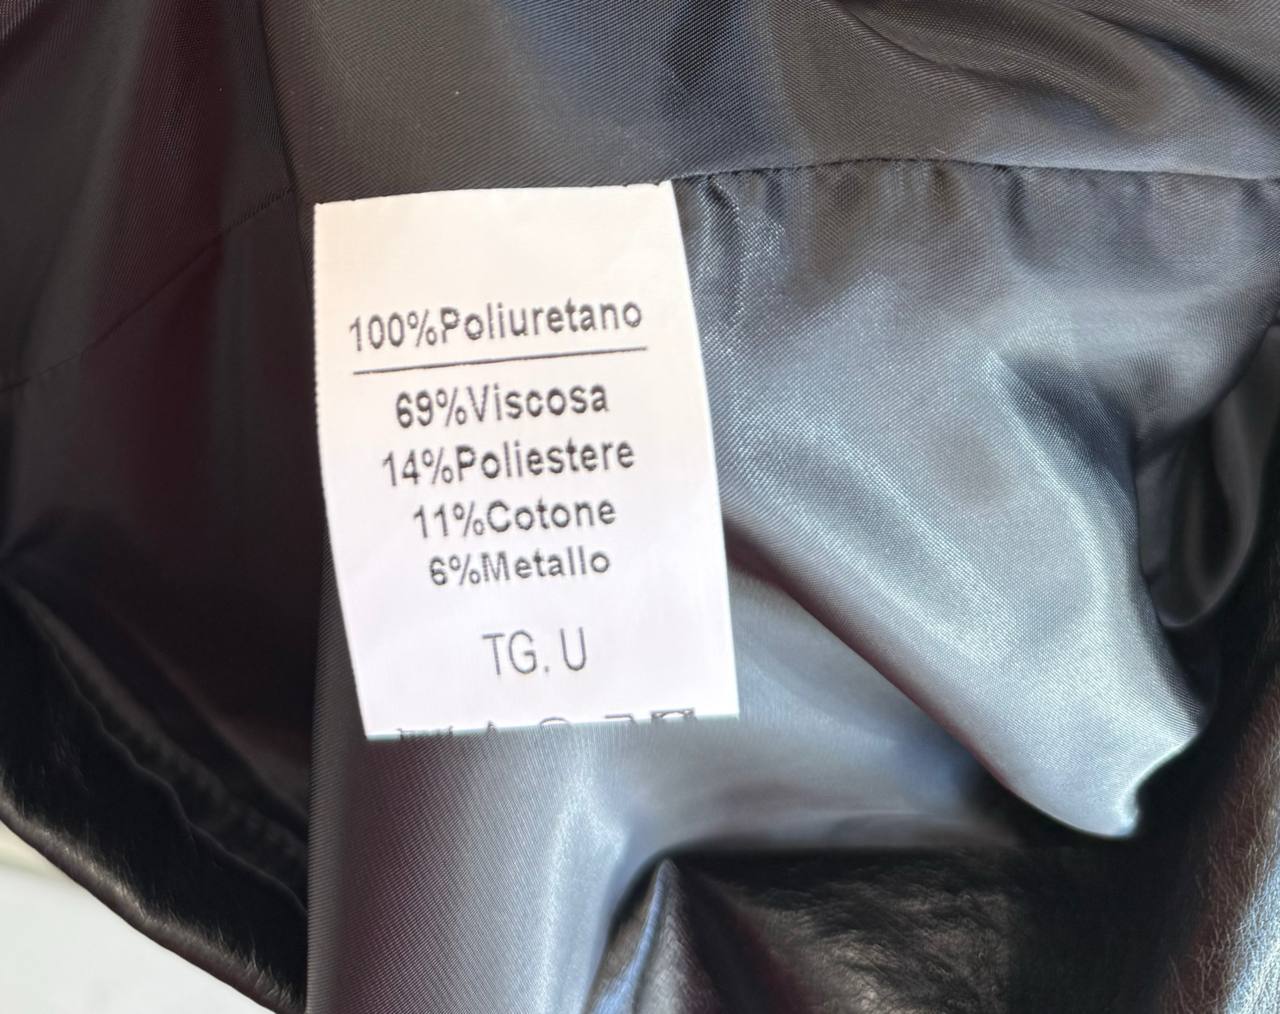 100%Poliuretano
69%Viscosa
14%Poliestere
11%Cotone
6%Metallo
TG. U